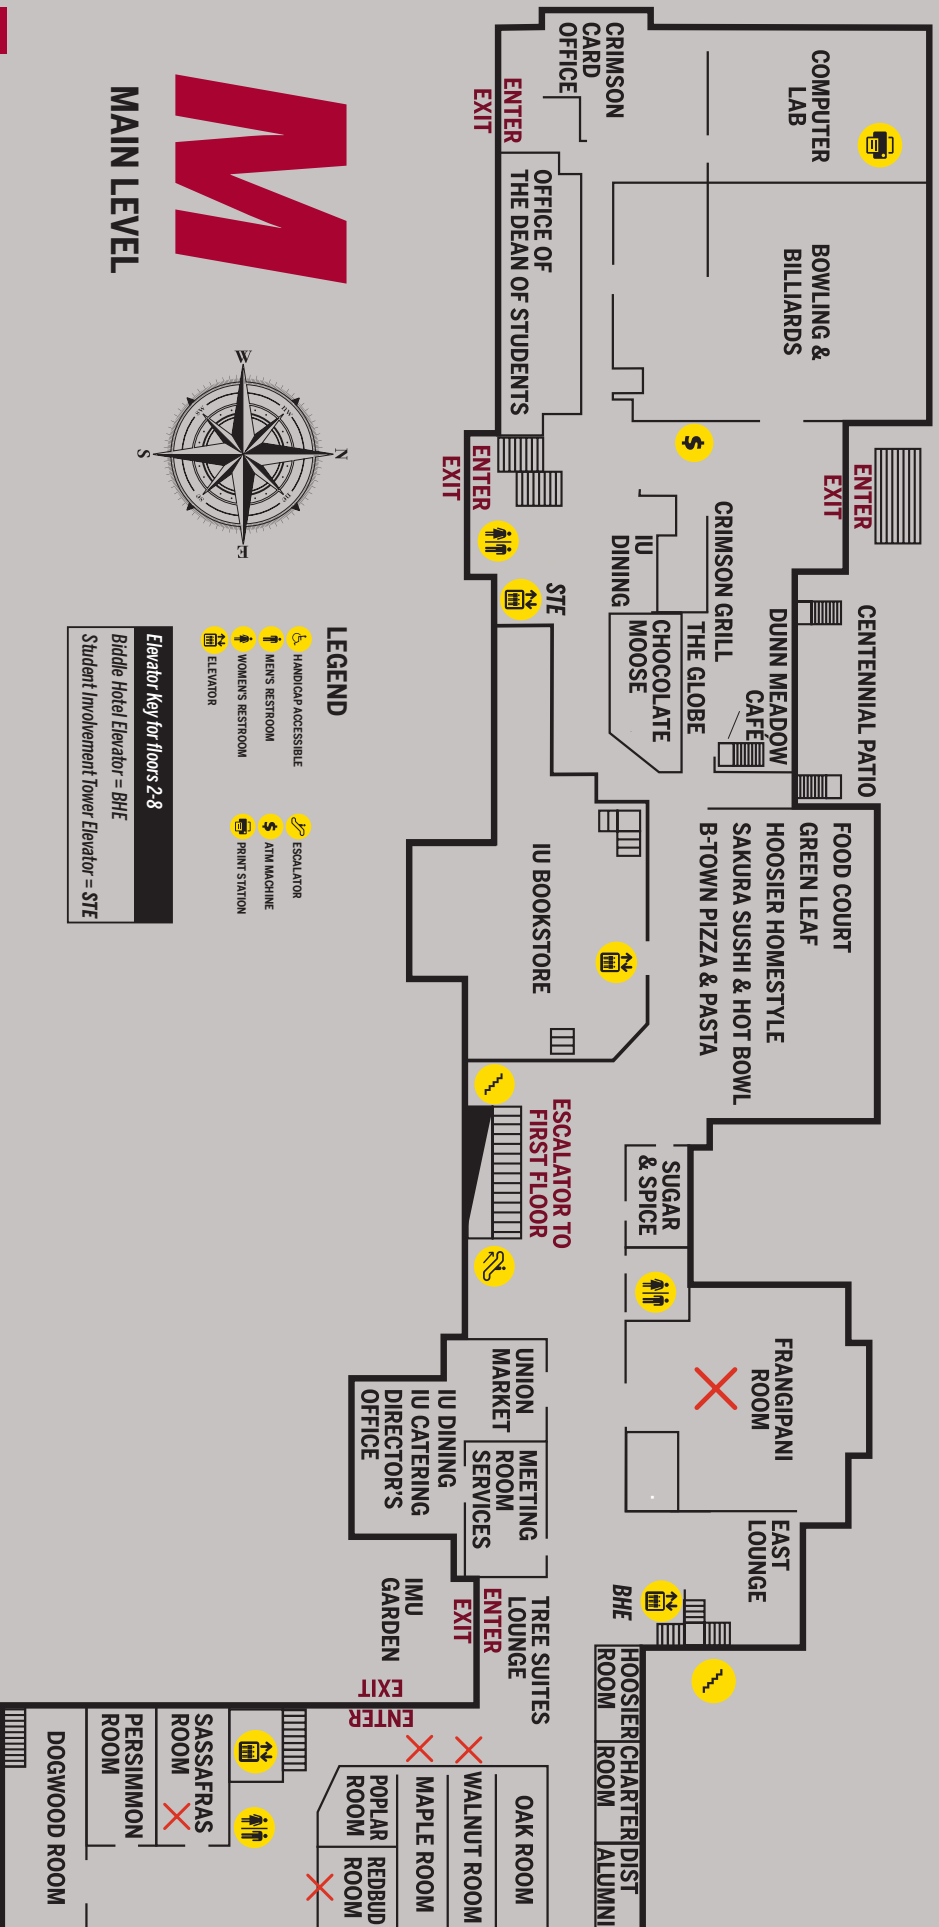 MAIN LEVEL
W
N
S
E
NW
SW
LEGEND
HANDICAP ACCESSIBLE
MEN'S RESTROOM
WOMEN'S RESTROOM
ELEVATOR
ESCALATOR
ATM MACHINE
PRINT STATION
Elevator Key for floors 2-8
Biddle Hotel Elevator = BHE
Student Involvement Tower Elevator = STE
COMPUTER
LAB
CRIMSON
CARD
OFFICE
ENTER
EXIT
OFFICE OF
THE DEAN OF STUDENTS
BOWLING &
BILLIARDS
$
ENTER
EXIT
ENTER
EXIT
STE
IU
DINING
CRIMSON GRILL
THE GLOBE
CHOCOLATE
MOOSE
DUNN MEADOW
CAFÉ
CENTENNIAL PATIO
FOOD COURT
GREEN LEAF
HOOSIER HOMESTYLE
SAKURA SUSHI & HOT BOWL
B-TOWN PIZZA & PASTA
IU BOOKSTORE
ESCALATOR TO
FIRST FLOOR
SUGAR
& SPICE
FRANGIPANI
ROOM
UNION
MARKET
MEETING
ROOM
SERVICES
IU DINING
IU CATERING
DIRECTOR'S
OFFICE
EAST
LOUNGE
BHE
TREE SUITES
LOUNGE
ENTER
EXIT
IMU
GARDEN
EXIT
ENTER
HOOSIER
ROOM
CHARTER
ROOM
DIST
ALUMNI
OAK ROOM
WALNUT ROOM
MAPLE ROOM
POPLAR
ROOM
REDBUD
ROOM
SASSAFRAS
ROOM
PERSIMMON
ROOM
DOGWOOD ROOM